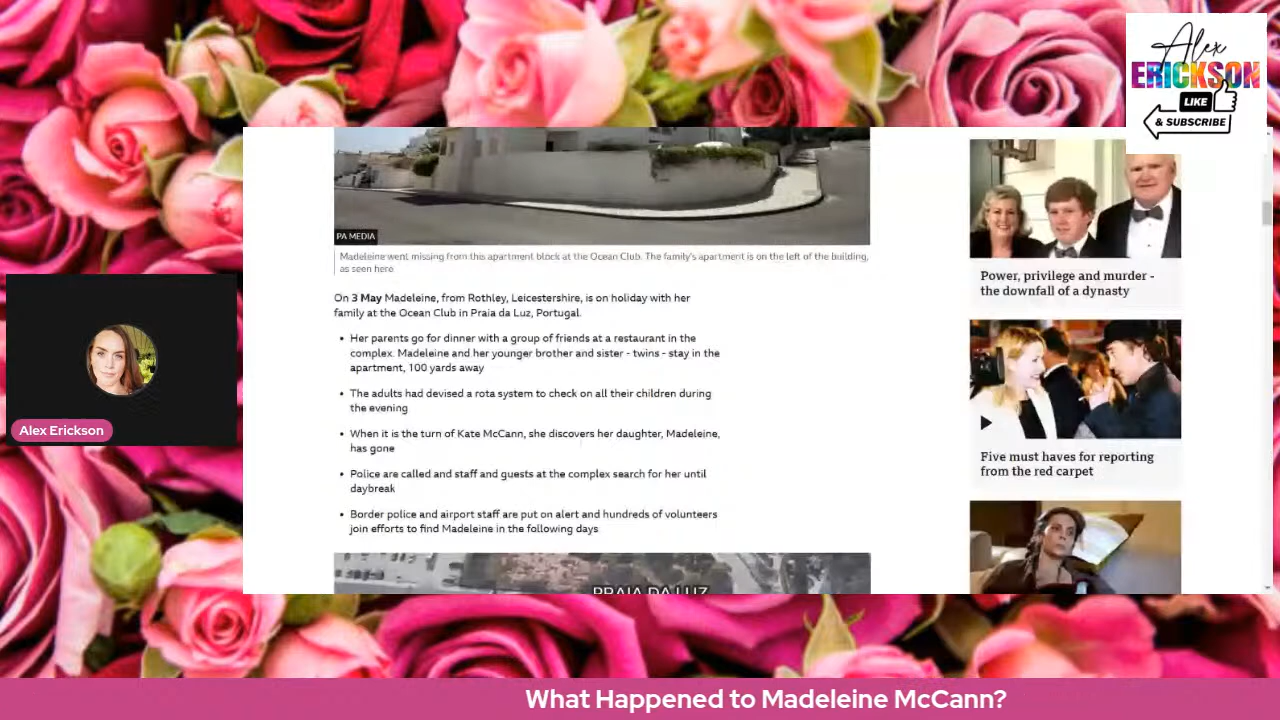 Alex
ERICKSON
LIKE
& SUBSCRIBE
PA MEDIA
Madeleine went missing from this apartment block at the Ocean Club. The family's apartment is on the left of the building,
as seen here
On 3 May Madeleine, from Rothley, Leicestershire, is on holiday with her
family at the Ocean Club in Praia da Luz, Portugal.
• Her parents go for dinner with a group of friends at a restaurant in the
complex. Madeleine and her younger brother and sister - twins - stay in the
apartment, 100 yards away
• The adults had devised a rota system to check on all their children during
the evening
• When it is the turn of Kate McCann, she discovers her daughter, Madeleine,
has gone
• Police are called and staff and guests at the complex search for her until
daybreak
• Border police and airport staff are put on alert and hundreds of volunteers
join efforts to find Madeleine in the following days
PRAIA DA LUZ
Power, privilege and murder -
the downfall of a dynasty
Five must haves for reporting
from the red carpet
Alex Erickson
What Happened to Madeleine McCann?